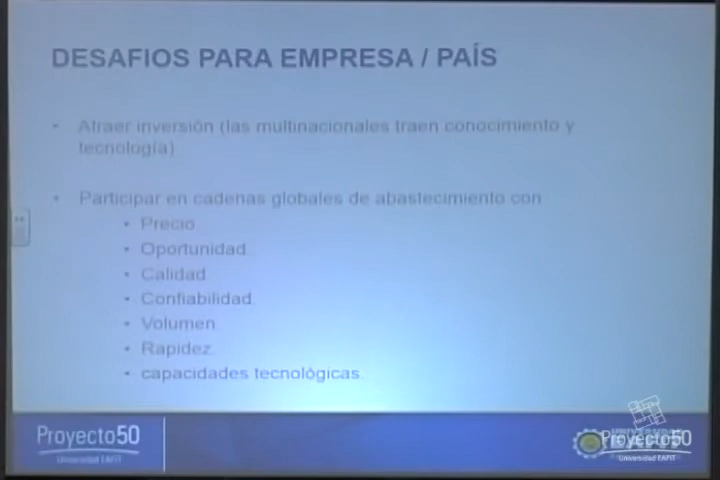 DESAFIOS PARA EMPRESA / PAÍS
• Atraer inversión (las multinacionales traen conocimiento y
tecnología)
• Participar en cadenas globales de abastecimiento con
• Precio
• Oportunidad.
• Calidad
• Confiabilidad.
• Volumen
• Rapidez.
• capacidades tecnológicas.
Proyecto50
Universidad EAFIT
Proyecto50
Universidad EAFIT